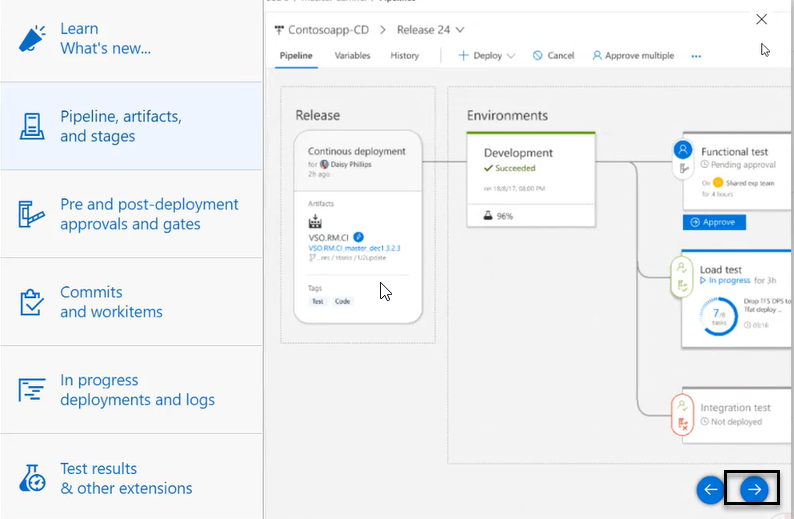 Learn
What's new...
Pipeline, artifacts,
and stages
Pre and post-deployment
approvals and gates
Commits
and workitems
In progress
deployments and logs
Test results
& other extensions
Contosoapp-CD > Release 24
Pipeline Variables History + Deploy Cancel Approve multiple ...
Release
Continous deployment
for Daisy Phillips
2h ago
Artifacts
VSO.RM.CI
VSO.RM.CI_master_dec1.3.2.3
Tags
Test Code
Environments
Development
Succeeded
on 18/8/17, 08:00 PM
96%
Functional test
Pending approval
On Shared exp team
for 4 hours
Approve
Load test
In progress for 3h
7/8
tasks
Drop TFS DPS to
Tfat deploy ..
03:16
Integration test
Not deployed